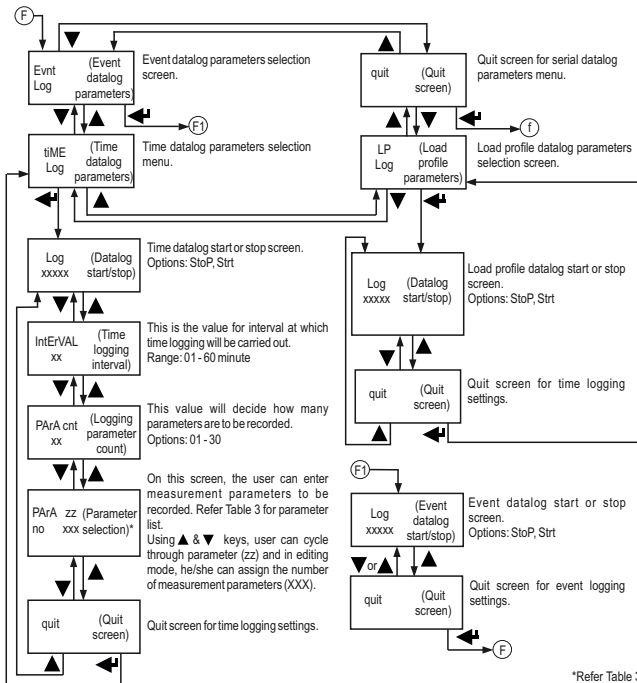 F
Evnt
Log
(Event
datalog
parameters)
Event datalog parameters selection
screen.
F1
tiME
Log
(Time
datalog
parameters)
Time datalog parameters selection
menu.
quit
(Quit
screen)
Quit screen for serial datalog
parameters menu.
f
LP
Log
(Load
profile
parameters)
Load profile datalog parameters
selection screen.
Log
xxxxx
(Datalog
start/stop)
Time datalog start or stop screen.
Options: StoP, Strt
IntErVAL
xx
(Time
logging
interval)
This is the value for interval at which
time logging will be carried out.
Range: 01 - 60 minute
PArA cnt
xx
(Logging
parameter
count)
This value will decide how many
parameters are to be recorded.
Options: 01 - 30
PArA zz (Parameter
no xxx selection)*
On this screen, the user can enter
measurement parameters to be
recorded. Refer Table 3 for parameter
list.
Using ▲ & ▼ keys, user can cycle
through parameter (zz) and in editing
mode, he/she can assign the number
of measurement parameters (XXX).
quit
(Quit
screen)
Quit screen for time logging settings.
Log
xxxxx
(Datalog
start/stop)
Load profile datalog start or stop
screen.
Options: StoP, Strt
quit
(Quit
screen)
Quit screen for time logging
settings.
F1
Log
xxxxx
(Event
datalog
start/stop)
Event datalog start or stop
screen.
Options: StoP, Strt
▼ or ▲
quit
(Quit
screen)
Quit screen for event logging
settings.
F
*Refer Table 3